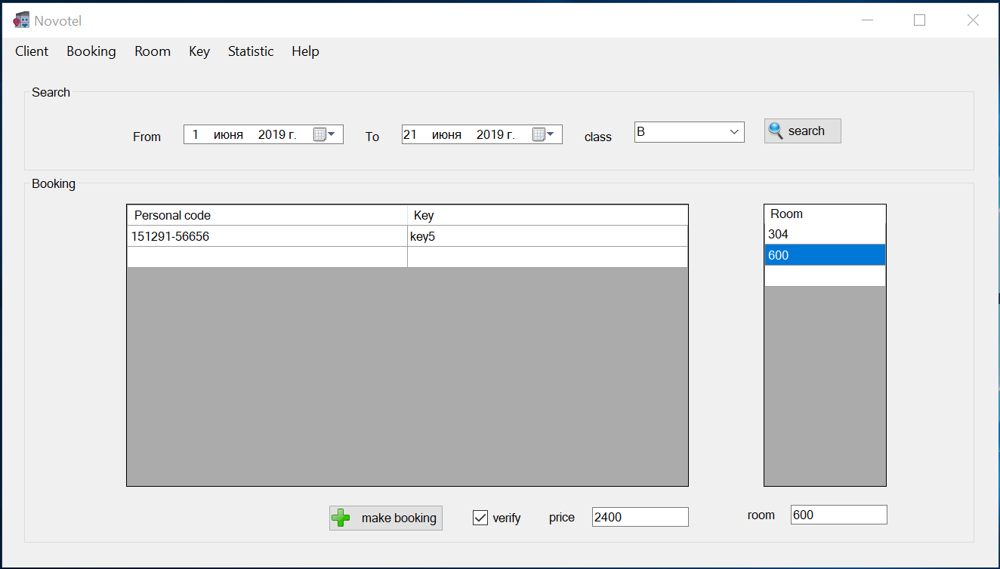 Novotel
Client Booking Room Key Statistic Help
Search
From 1 июня 2019 г. To 21 июня 2019 г. class B search
Booking
Personal code Key Room
151291-56656 key5 304
600
make booking verify price 2400 room 600